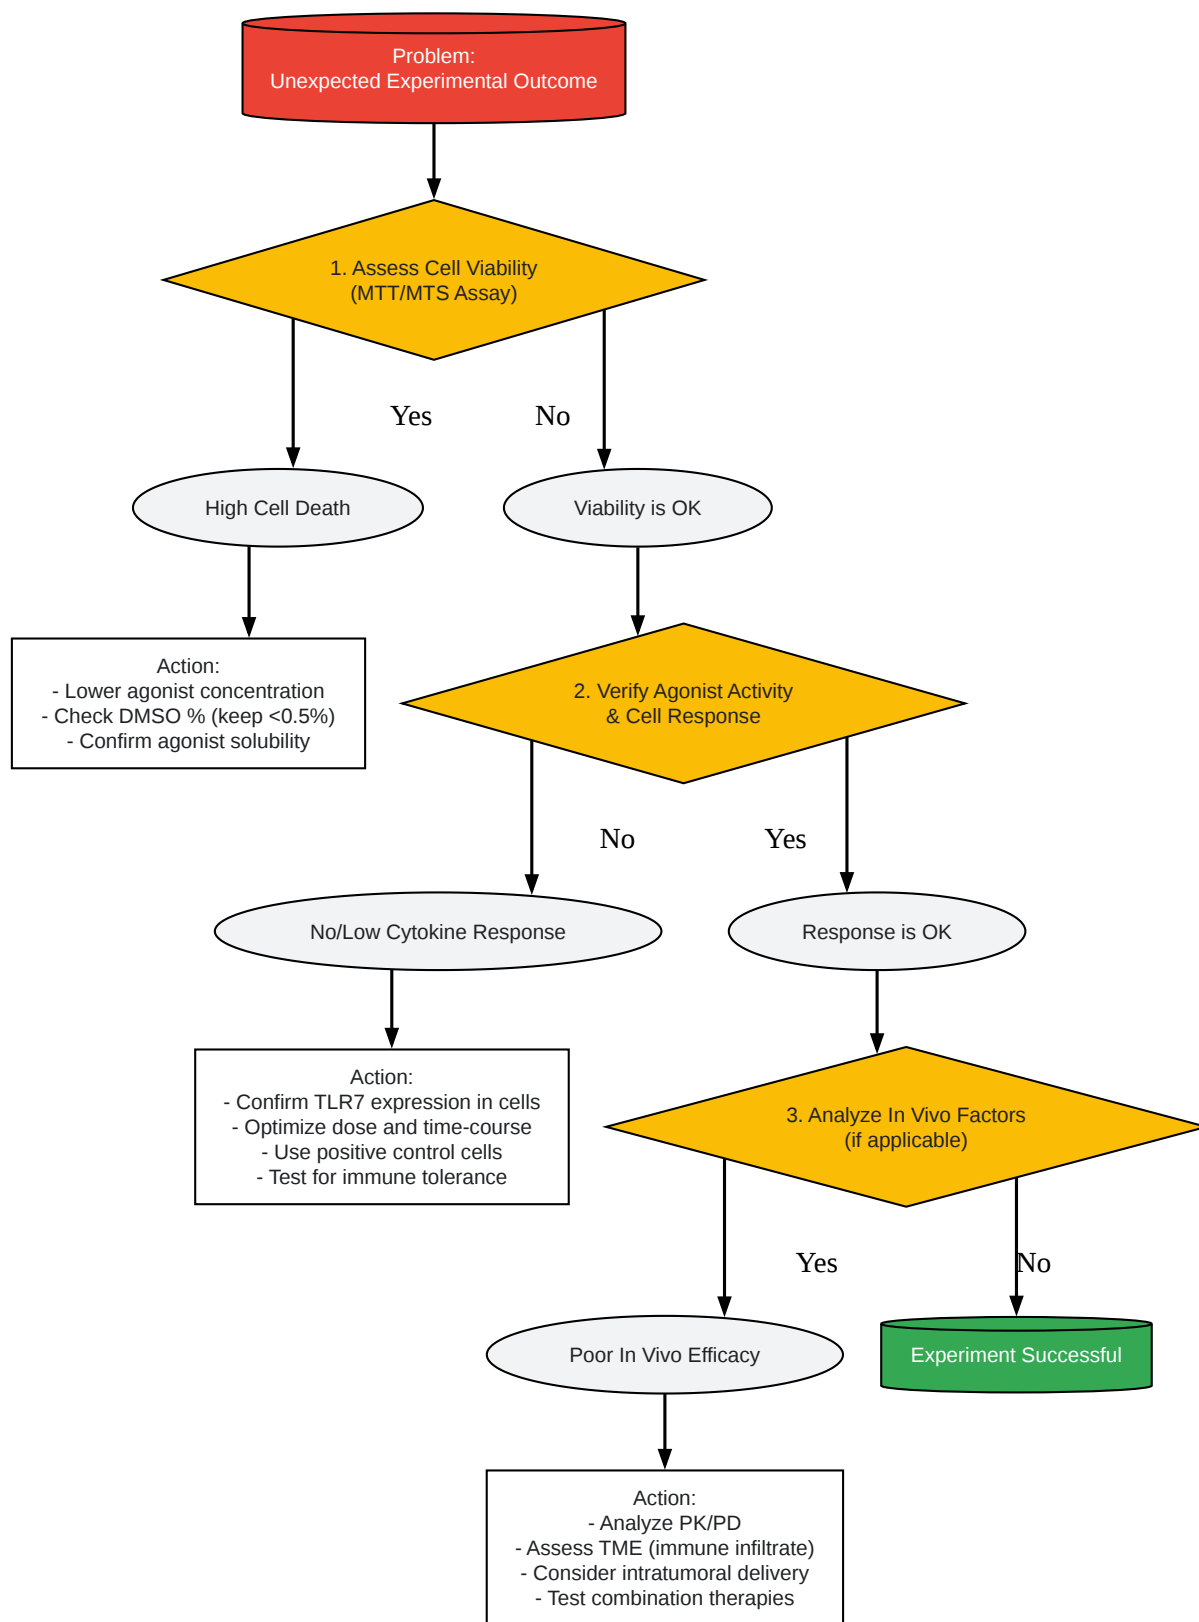 Problem:
Unexpected Experimental Outcome
1. Assess Cell Viability
(MTT/MTS Assay)
Yes
No
High Cell Death
Viability is OK
Action:
- Lower agonist concentration
- Check DMSO % (keep <0.5%)
- Confirm agonist solubility
2. Verify Agonist Activity
& Cell Response
No
Yes
No/Low Cytokine Response
Response is OK
Action:
- Confirm TLR7 expression in cells
- Optimize dose and time-course
- Use positive control cells
- Test for immune tolerance
3. Analyze In Vivo Factors
(if applicable)
Yes
No
Poor In Vivo Efficacy
Experiment Successful
Action:
- Analyze PK/PD
- Assess TME (immune infiltrate)
- Consider intratumoral delivery
- Test combination therapies